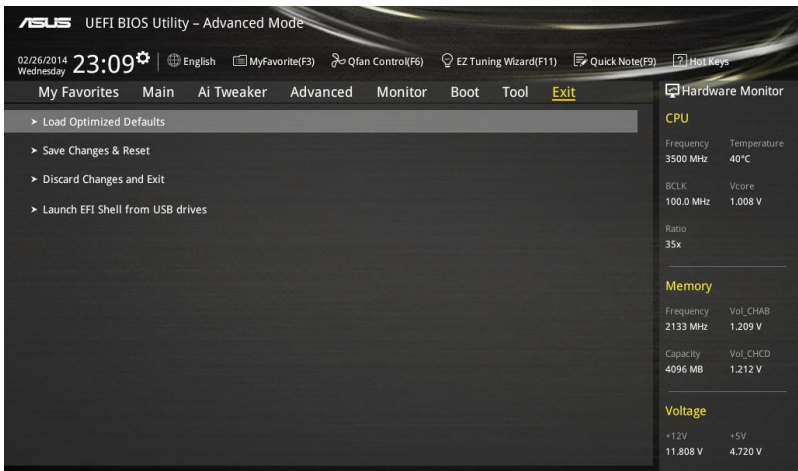 ASUS UEFI BIOS Utility – Advanced Mode
02/26/2014
Wednesday
23:09
English MyFavorite(F3) Qfan Control(F6) EZ Tuning Wizard(F11) Quick Note(F9) ? Hot Keys
My Favorites Main Ai Tweaker Advanced Monitor Boot Tool Exit
> Load Optimized Defaults
> Save Changes & Reset
> Discard Changes and Exit
> Launch EFI Shell from USB drives
Hardware Monitor
CPU
Frequency Temperature
3500 MHz 40°C
BCLK Vcore
100.0 MHz 1.008 V
Ratio
35x
Memory
Frequency Vol_CHAB
2133 MHz 1.209 V
Capacity Vol_CHCD
4096 MB 1.212 V
Voltage
+12V +5V
11.808 V 4.720 V